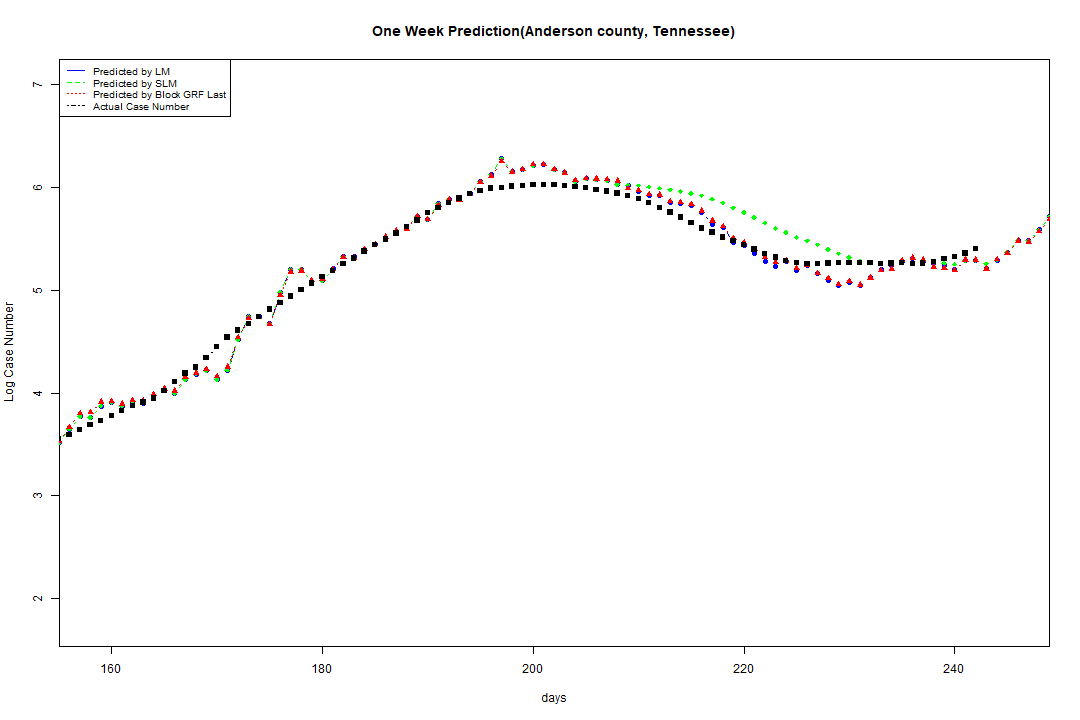 One Week Prediction(Anderson county, Tennessee)
Predicted by LM
Predicted by SLM
Predicted by Block GRF Last
Actual Case Number
7
6
5
4
3
2
Log Case Number
160 180 200 220 240
days